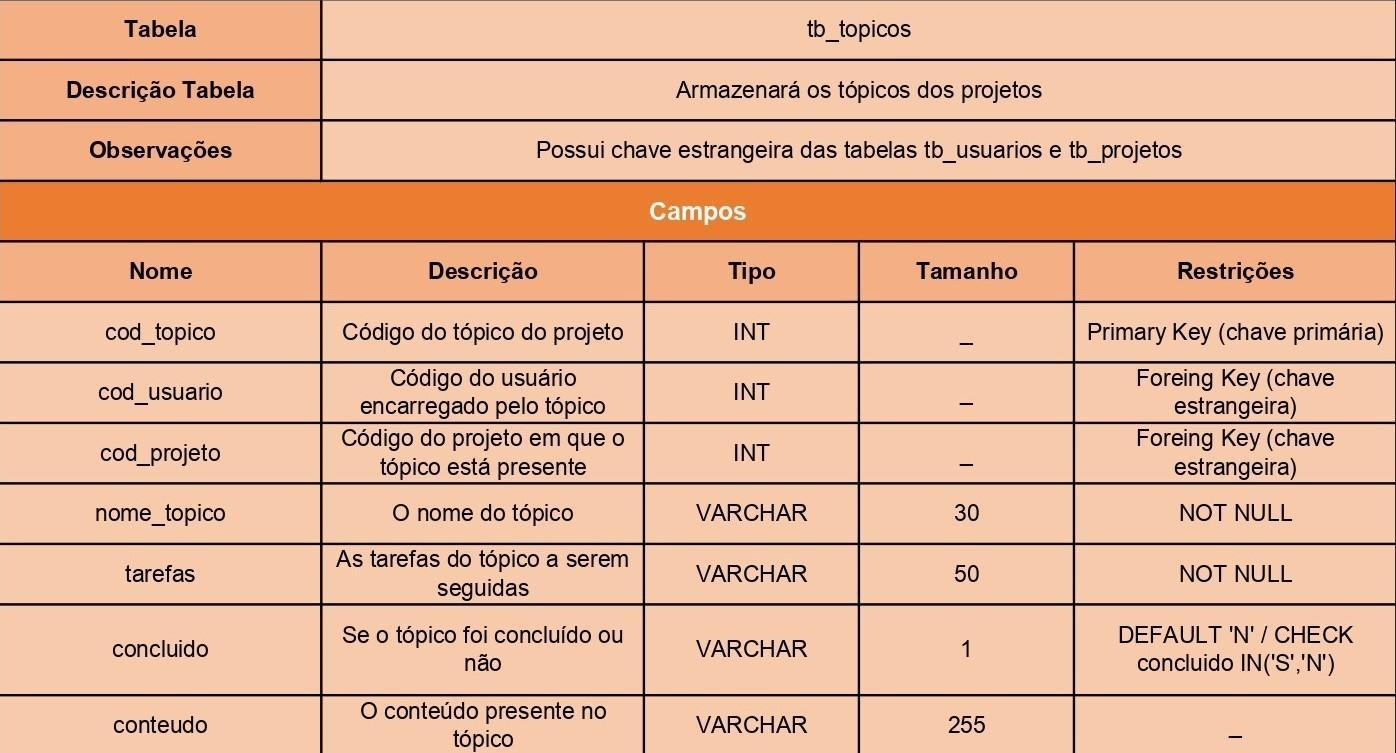 Tabela tb_topicos
Descrição Tabela Armazenará os tópicos dos projetos
Observações Possui chave estrangeira das tabelas tb_usuarios e tb_projetos
Campos
Nome Descrição Tipo Tamanho Restrições
cod_topico Código do tópico do projeto INT _ Primary Key (chave primária)
cod_usuario Código do usuário encarregado pelo tópico INT _ Foreing Key (chave estrangeira)
cod_projeto Código do projeto em que o tópico está presente INT _ Foreing Key (chave estrangeira)
nome_topico O nome do tópico VARCHAR 30 NOT NULL
tarefas As tarefas do tópico a serem seguidas VARCHAR 50 NOT NULL
concluido Se o tópico foi concluído ou não VARCHAR 1 DEFAULT 'N' / CHECK concluido IN('S','N')
conteudo O conteúdo presente no tópico VARCHAR 255 _